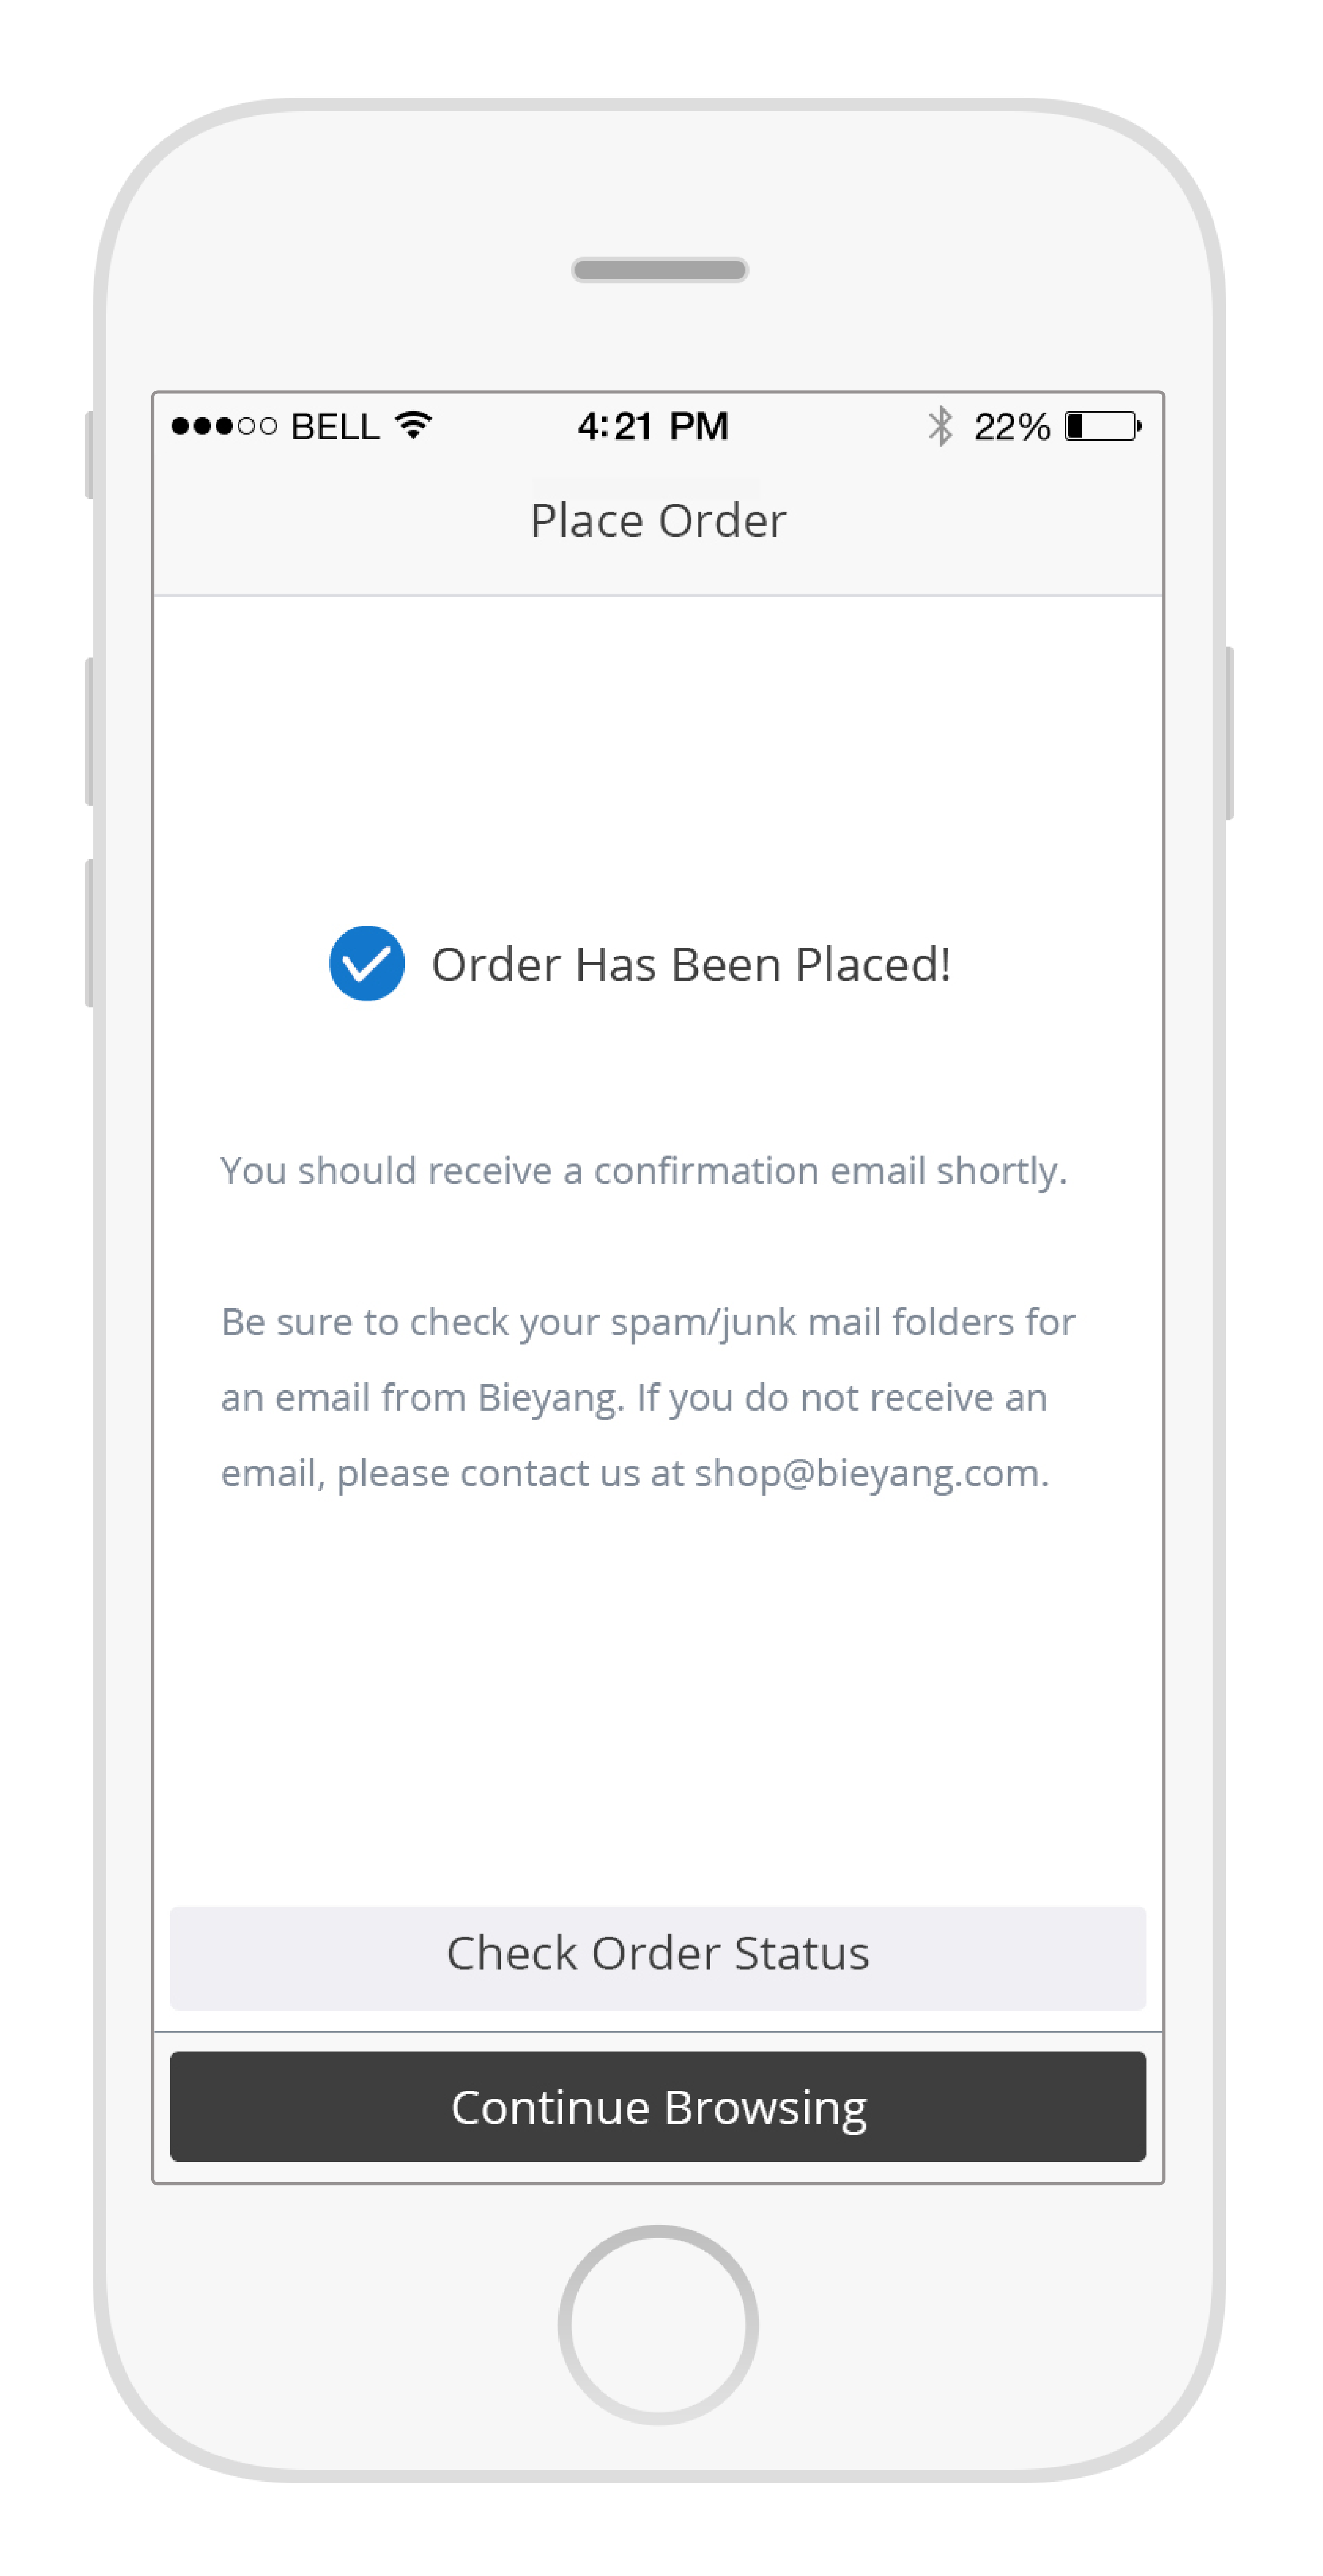 BELL 4:21 PM 22%
Place Order
Order Has Been Placed!
You should receive a confirmation email shortly.
Be sure to check your spam/junk mail folders for
an email from Bieyang. If you do not receive an
email, please contact us at shop@bieyang.com.
Check Order Status
Continue Browsing